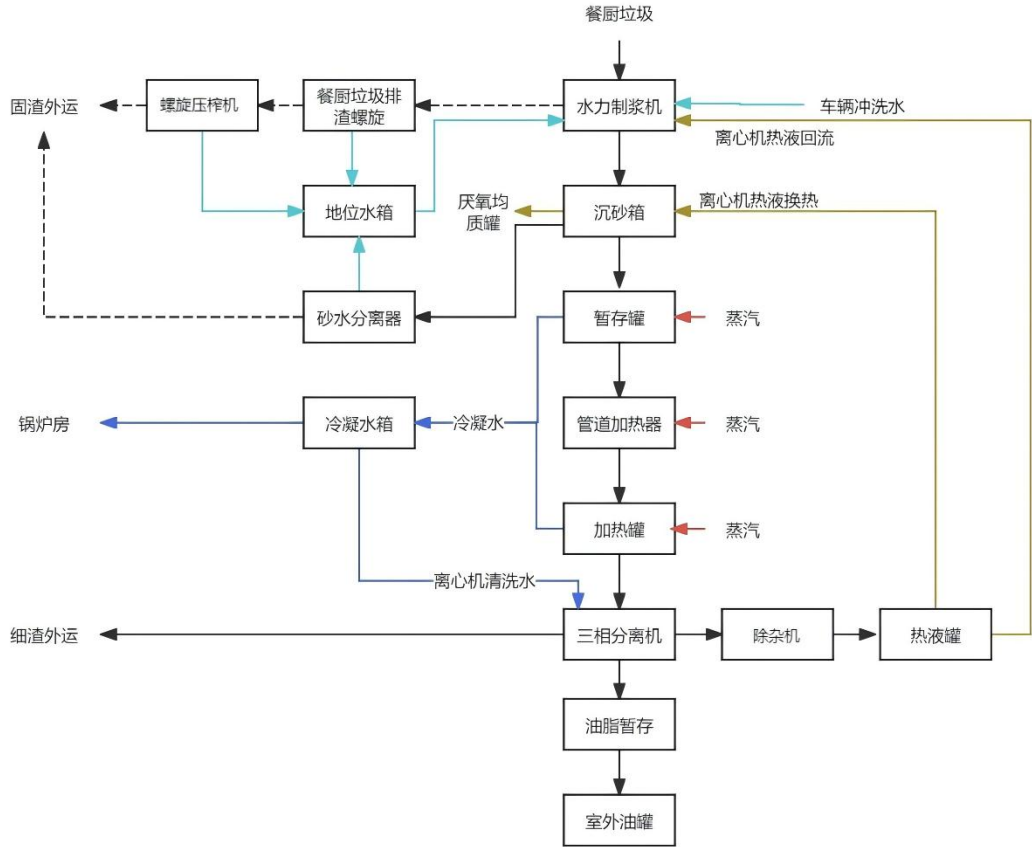 餐厨垃圾
固渣外运
螺旋压榨机
餐厨垃圾排
渣螺旋
水力制浆机
车辆冲洗水
离心机热液回流
地位水箱
厌氧均
质罐
沉砂箱
离心机热液换热
砂水分离器
暂存罐
蒸汽
锅炉房
冷凝水箱
冷凝水
管道加热器
蒸汽
加热罐
蒸汽
离心机清洗水
细渣外运
三相分离机
除杂机
热液罐
油脂暂存
室外油罐